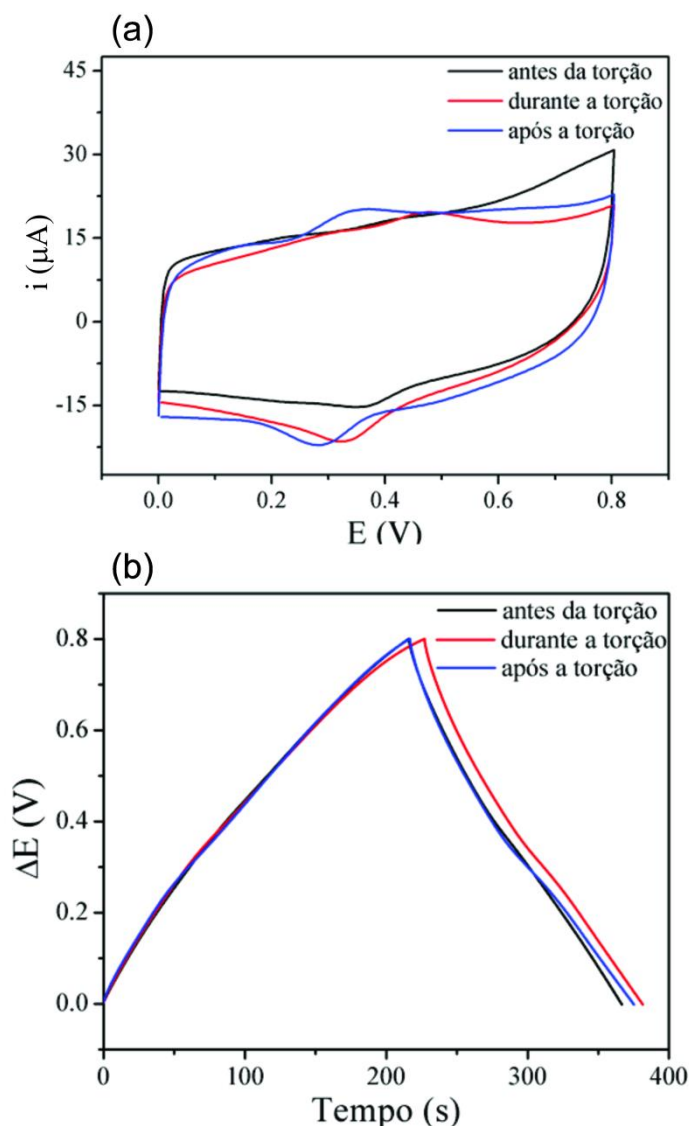 (a)
45
30
15
0
-15
i (μA)
antes da torção
durante a torção
após a torção
0.0 0.2 0.4 0.6 0.8
E (V)
(b)
0.8
0.6
0.4
0.2
0.0
ΔE (V)
antes da torção
durante a torção
após a torção
0 100 200 300 400
Tempo (s)